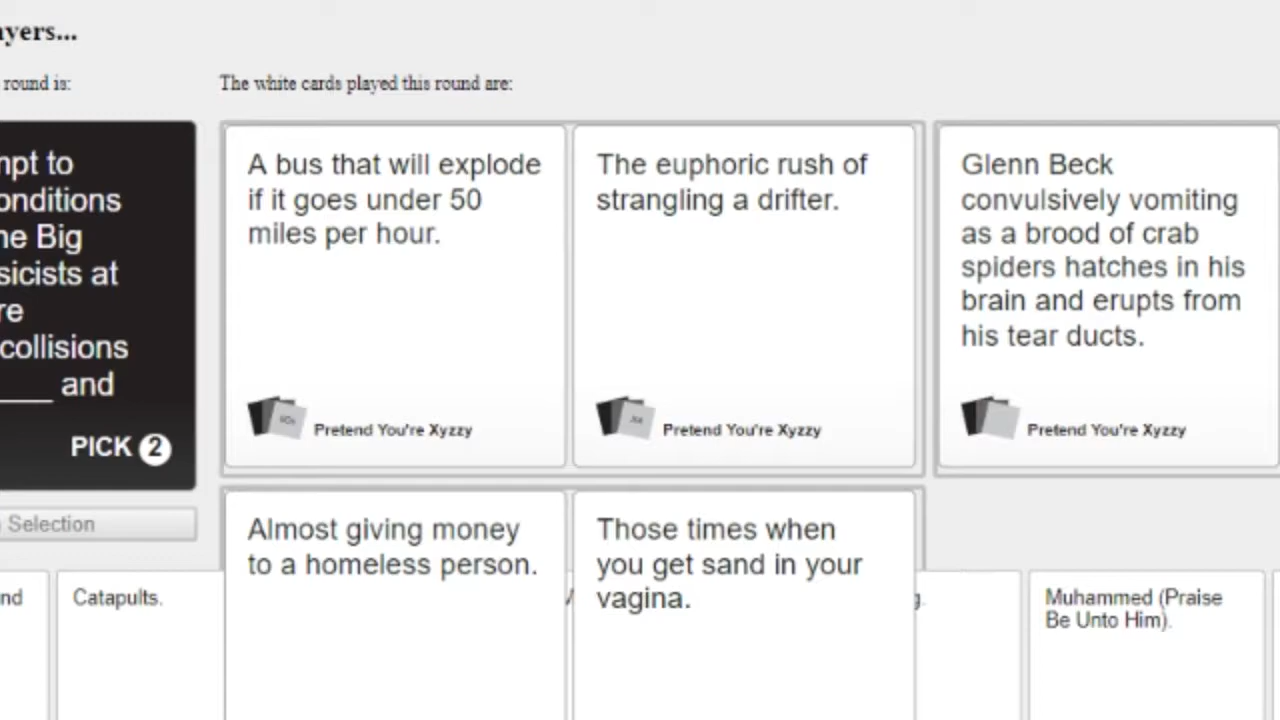 yers...
round is:
The white cards played this round are:
mpt to
onditions
he Big
sicists at
re
collisions
____ and
PICK 2
A bus that will explode
if it goes under 50
miles per hour.
Pretend You're Xyzzy
The euphoric rush of
strangling a drifter.
Pretend You're Xyzzy
Glenn Beck
convulsively vomiting
as a brood of crab
spiders hatches in his
brain and erupts from
his tear ducts.
Pretend You're Xyzzy
Selection
Almost giving money
to a homeless person.
Those times when
you get sand in your
vagina.
nd
Catapults.
g.
Muhammed (Praise
Be Unto Him).